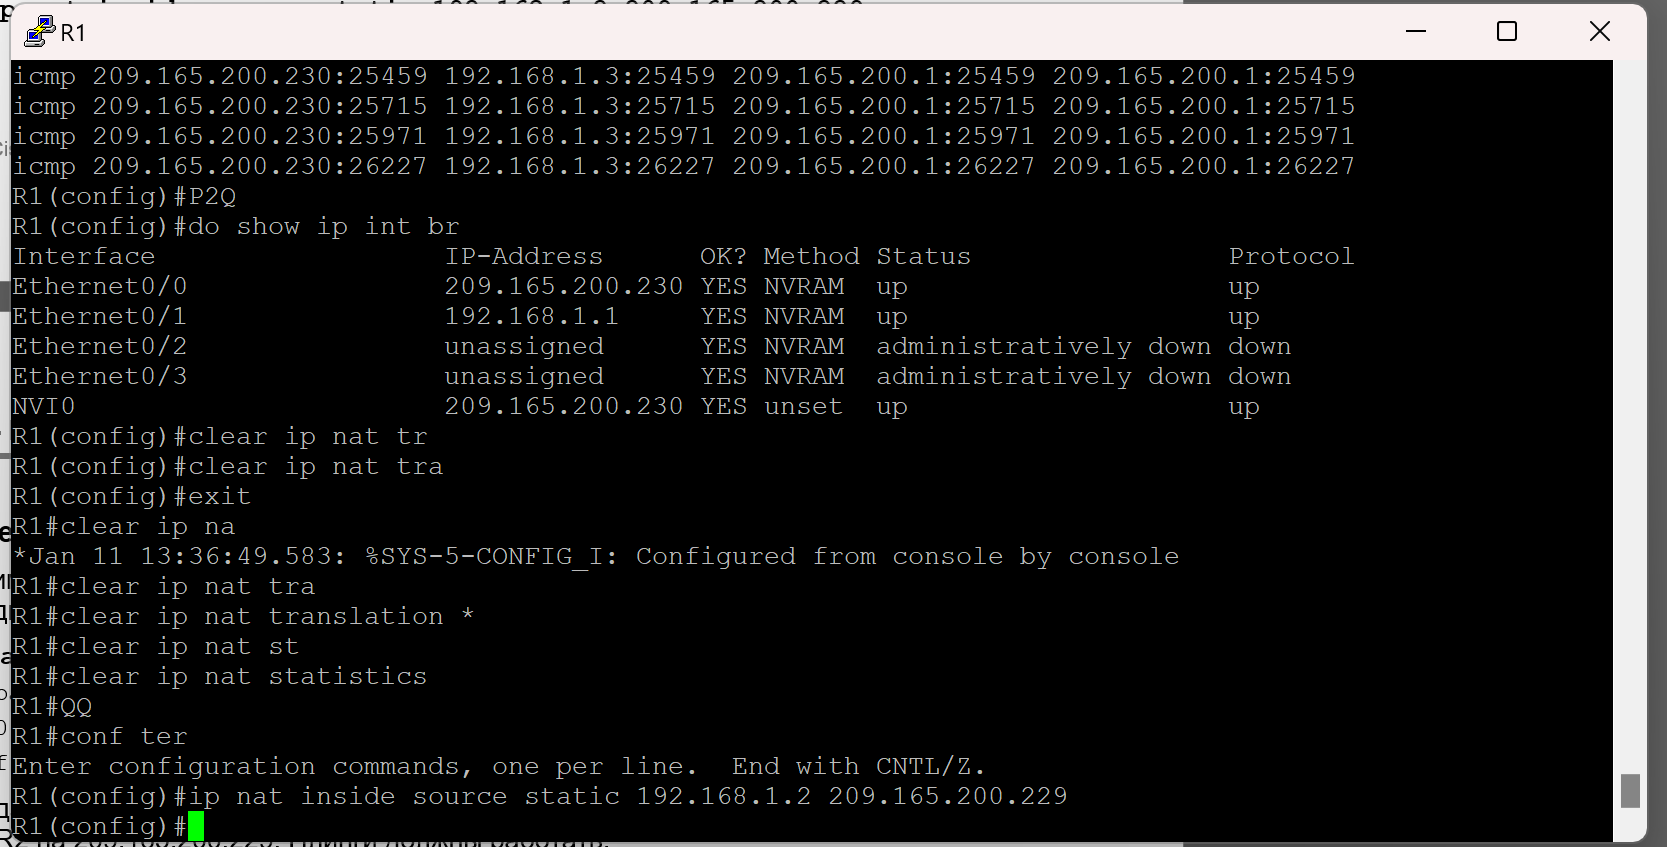 R1
icmp 209.165.200.230:25459 192.168.1.3:25459 209.165.200.1:25459 209.165.200.1:25459
icmp 209.165.200.230:25715 192.168.1.3:25715 209.165.200.1:25715 209.165.200.1:25715
icmp 209.165.200.230:25971 192.168.1.3:25971 209.165.200.1:25971 209.165.200.1:25971
icmp 209.165.200.230:26227 192.168.1.3:26227 209.165.200.1:26227 209.165.200.1:26227
R1(config)#P2Q
R1(config)#do show ip int br
Interface IP-Address OK? Method Status Protocol
Ethernet0/0 209.165.200.230 YES NVRAM up up
Ethernet0/1 192.168.1.1 YES NVRAM up up
Ethernet0/2 unassigned YES NVRAM administratively down down
Ethernet0/3 unassigned YES NVRAM administratively down down
NVI0 209.165.200.230 YES unset up up
R1(config)#clear ip nat tr
R1(config)#clear ip nat tra
R1(config)#exit
R1#clear ip na
*Jan 11 13:36:49.583: %SYS-5-CONFIG_I: Configured from console by console
R1#clear ip nat tra
R1#clear ip nat translation *
R1#clear ip nat st
R1#clear ip nat statistics
R1#QQ
R1#conf ter
Enter configuration commands, one per line. End with CNTL/Z.
R1(config)#ip nat inside source static 192.168.1.2 209.165.200.229
R1(config)#